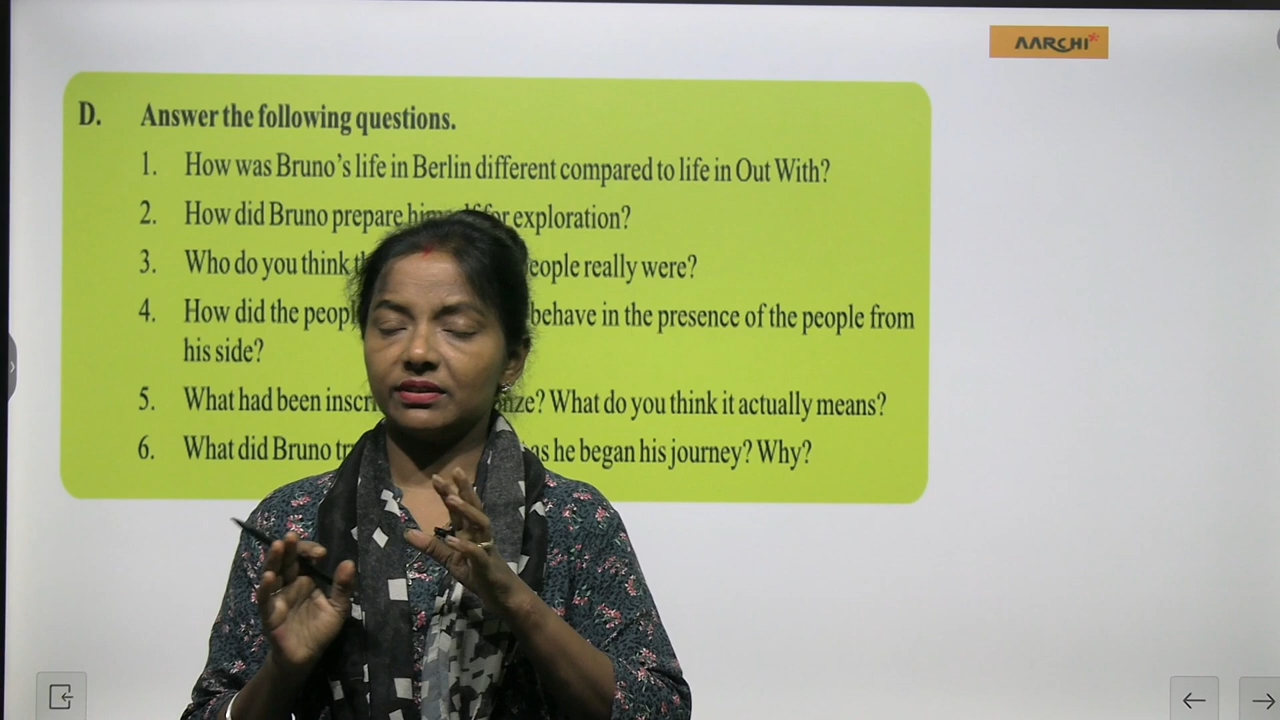 AARCHI*
D. Answer the following questions.
1. How was Bruno's life in Berlin different compared to life in Out With?
2. How did Bruno prepare for exploration?
3. Who do you think really were?
4. How did the behave in the presence of the people from
his side?
5. What had been What do you think it actually means?
6. What did Bruno as he began his journey? Why?